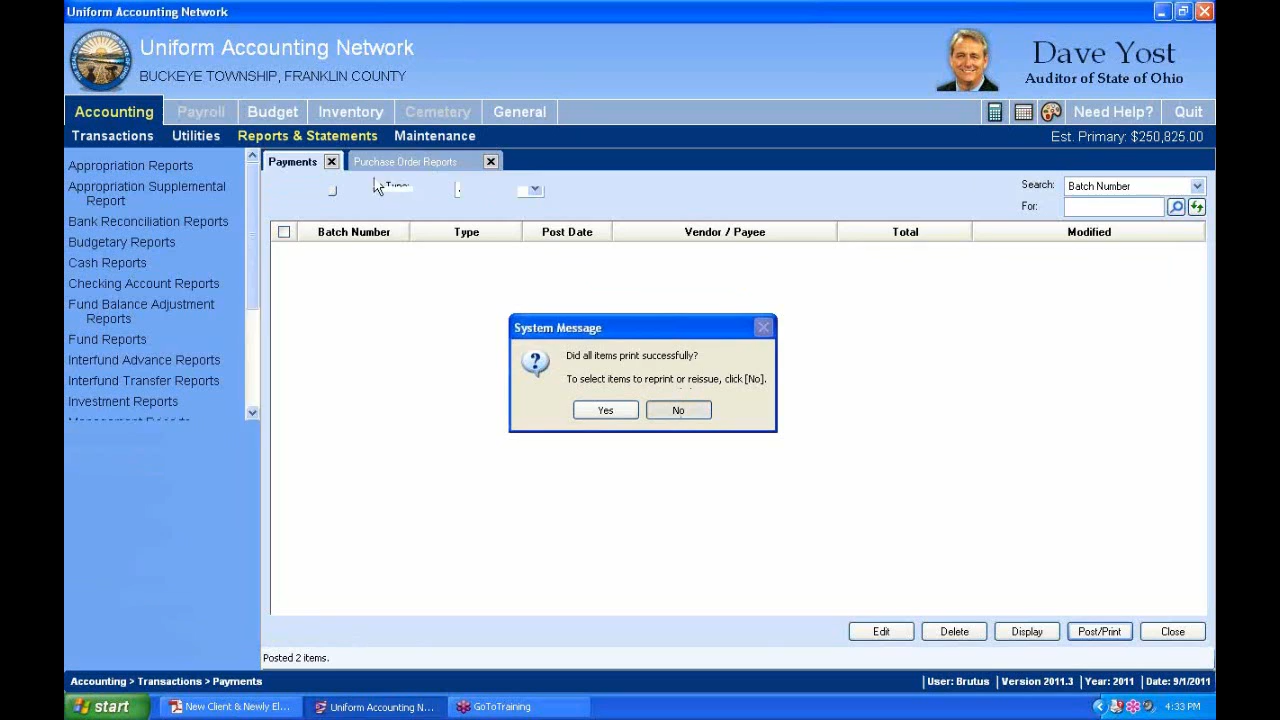 Uniform Accounting Network
Uniform Accounting Network
BUCKEYE TOWNSHIP, FRANKLIN COUNTY
Dave Yost
Auditor of State of Ohio
Accounting Payroll Budget Inventory Cemetery General Need Help? Quit
Transactions Utilities Reports & Statements Maintenance Est. Primary: $250,825.00
Appropriation Reports
Appropriation Supplemental
Report
Bank Reconciliation Reports
Budgetary Reports
Cash Reports
Checking Account Reports
Fund Balance Adjustment
Reports
Fund Reports
Interfund Advance Reports
Interfund Transfer Reports
Investment Reports
Payments Purchase Order Reports
Type:
Search: Batch Number
For:
Batch Number Type Post Date Vendor / Payee Total Modified
System Message
Did all items print successfully?
To select items to reprint or reissue, click [No].
Yes No
Edit Delete Display Post/Print Close
Posted 2 items.
Accounting > Transactions > Payments User: Brutus Version 2011.3 Year: 2011 Date: 9/1/2011
start New Client & Newly El... Uniform Accounting N... GoToTraining 4:33 PM